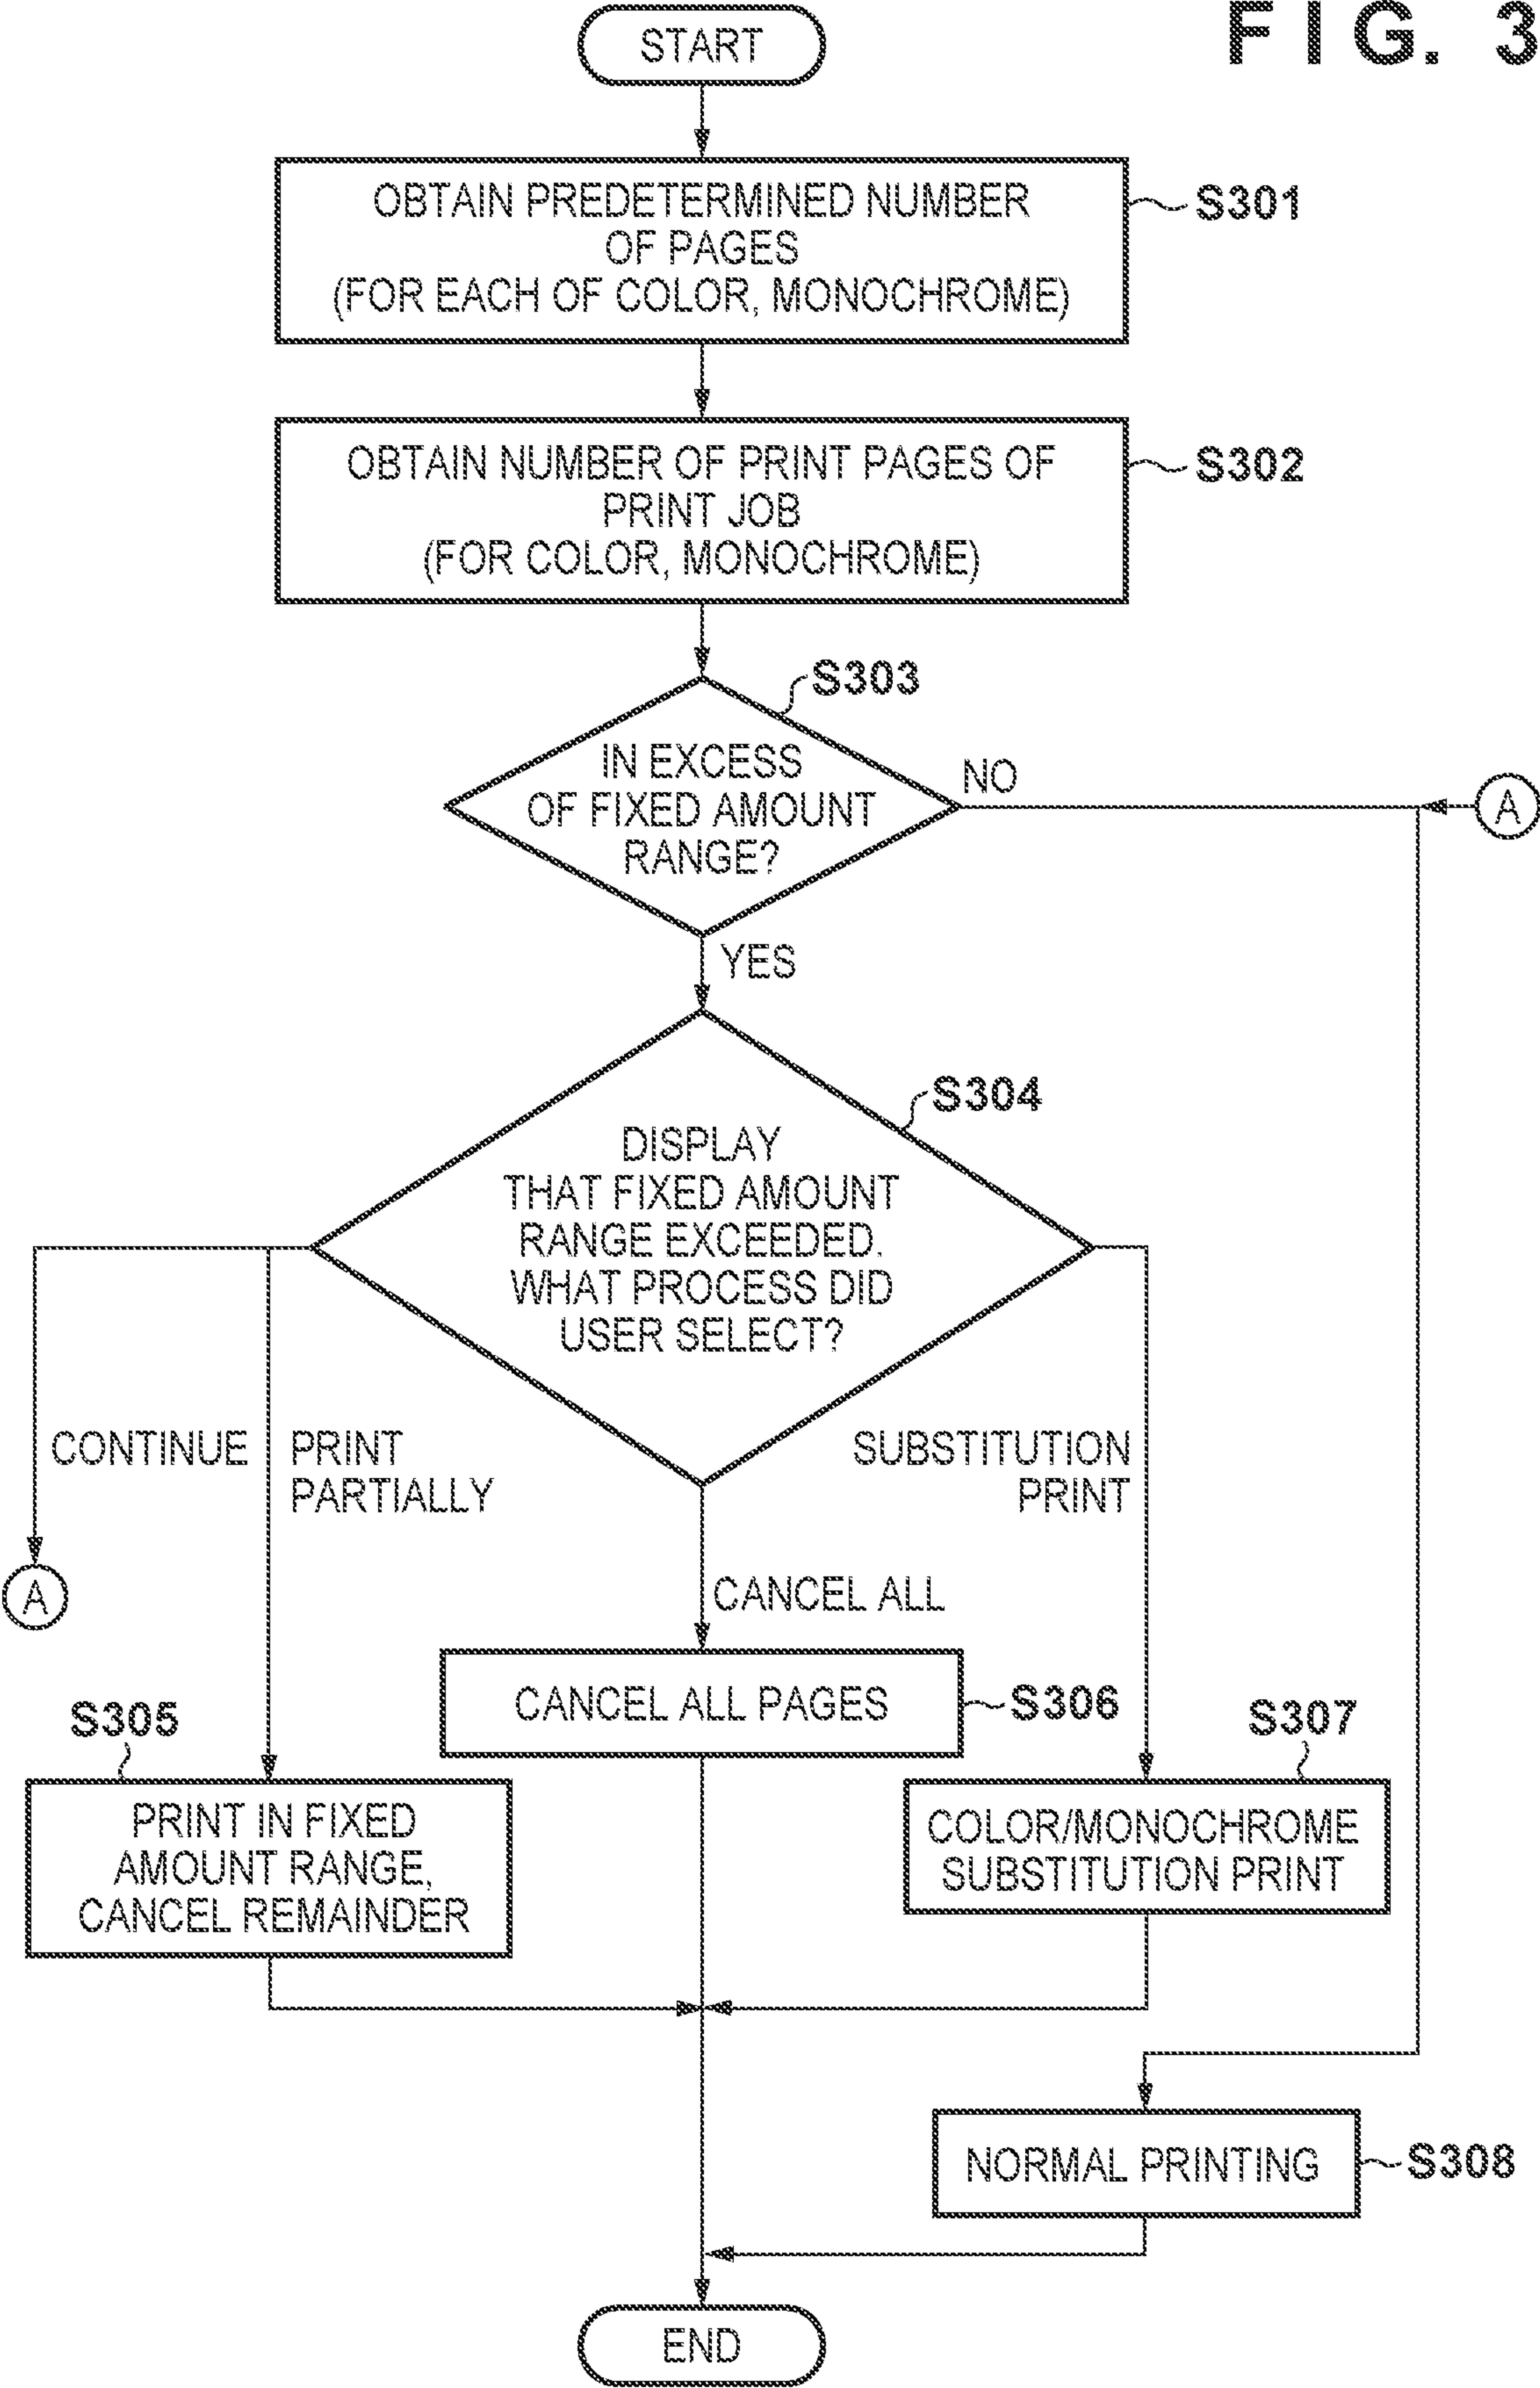 FIG. 3
START
OBTAIN PREDETERMINED NUMBER
OF PAGES
(FOR EACH OF COLOR, MONOCHROME)
S301
OBTAIN NUMBER OF PRINT PAGES OF
PRINT JOB
(FOR COLOR, MONOCHROME)
S302
S303
IN EXCESS
OF FIXED AMOUNT
RANGE?
NO
A
YES
S304
DISPLAY
THAT FIXED AMOUNT
RANGE EXCEEDED.
WHAT PROCESS DID
USER SELECT?
CONTINUE
PRINT
PARTIALLY
SUBSTITUTION
PRINT
A
CANCEL ALL
CANCEL ALL PAGES
S306
S305
S307
PRINT IN FIXED
AMOUNT RANGE,
CANCEL REMAINDER
COLOR/MONOCHROME
SUBSTITUTION PRINT
NORMAL PRINTING
S308
END